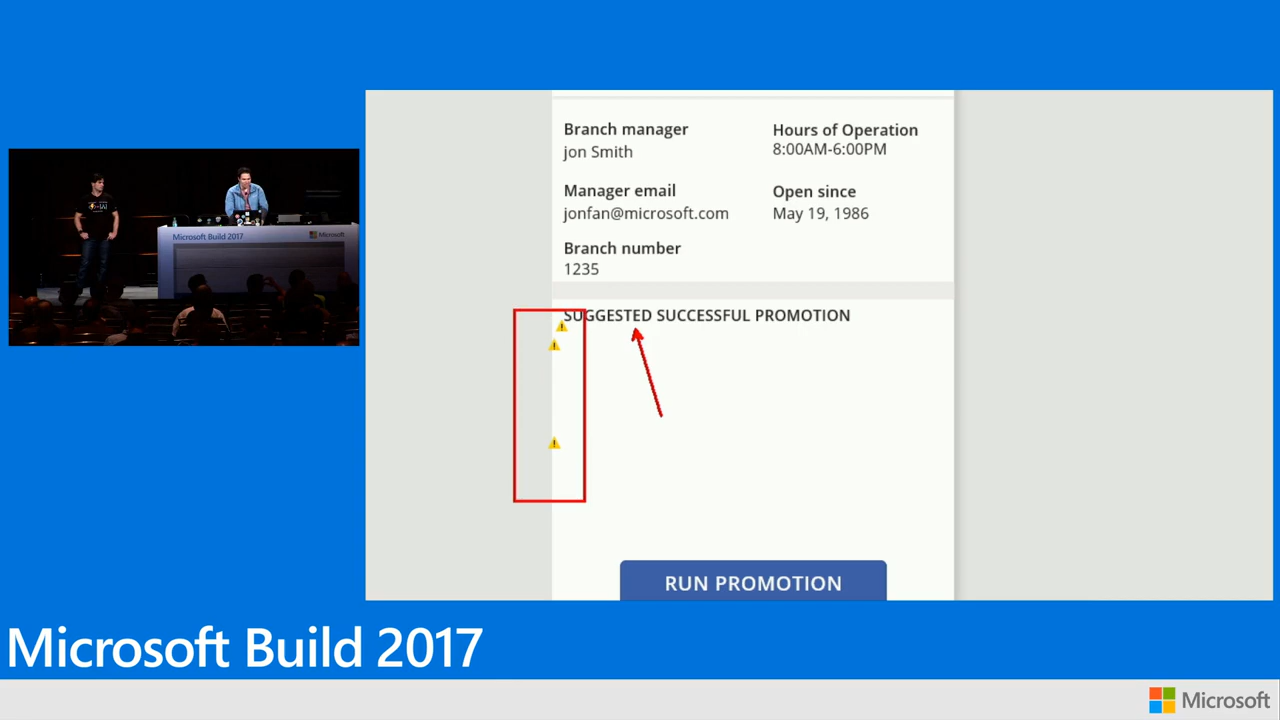 Branch manager
jon Smith
Hours of Operation
8:00AM-6:00PM
Manager email
jonfan@microsoft.com
Open since
May 19, 1986
Branch number
1235
SUGGESTED SUCCESSFUL PROMOTION
RUN PROMOTION
Microsoft Build 2017
Microsoft
Microsoft Build 2017
Microsoft